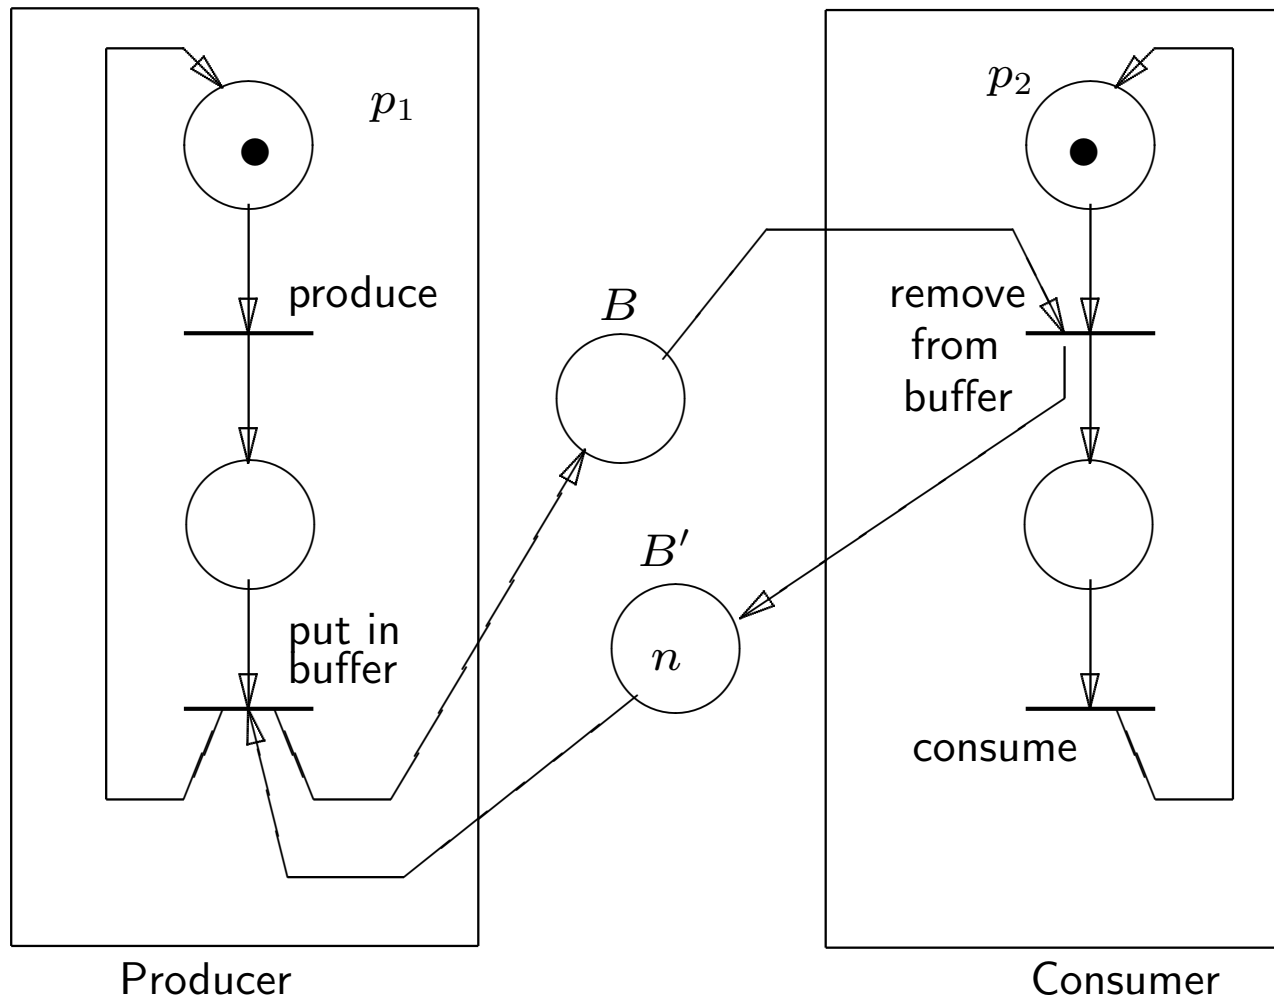 p₁
p₂
produce
B
remove
from
buffer
B′
n
put in
buffer
consume
Producer
Consumer